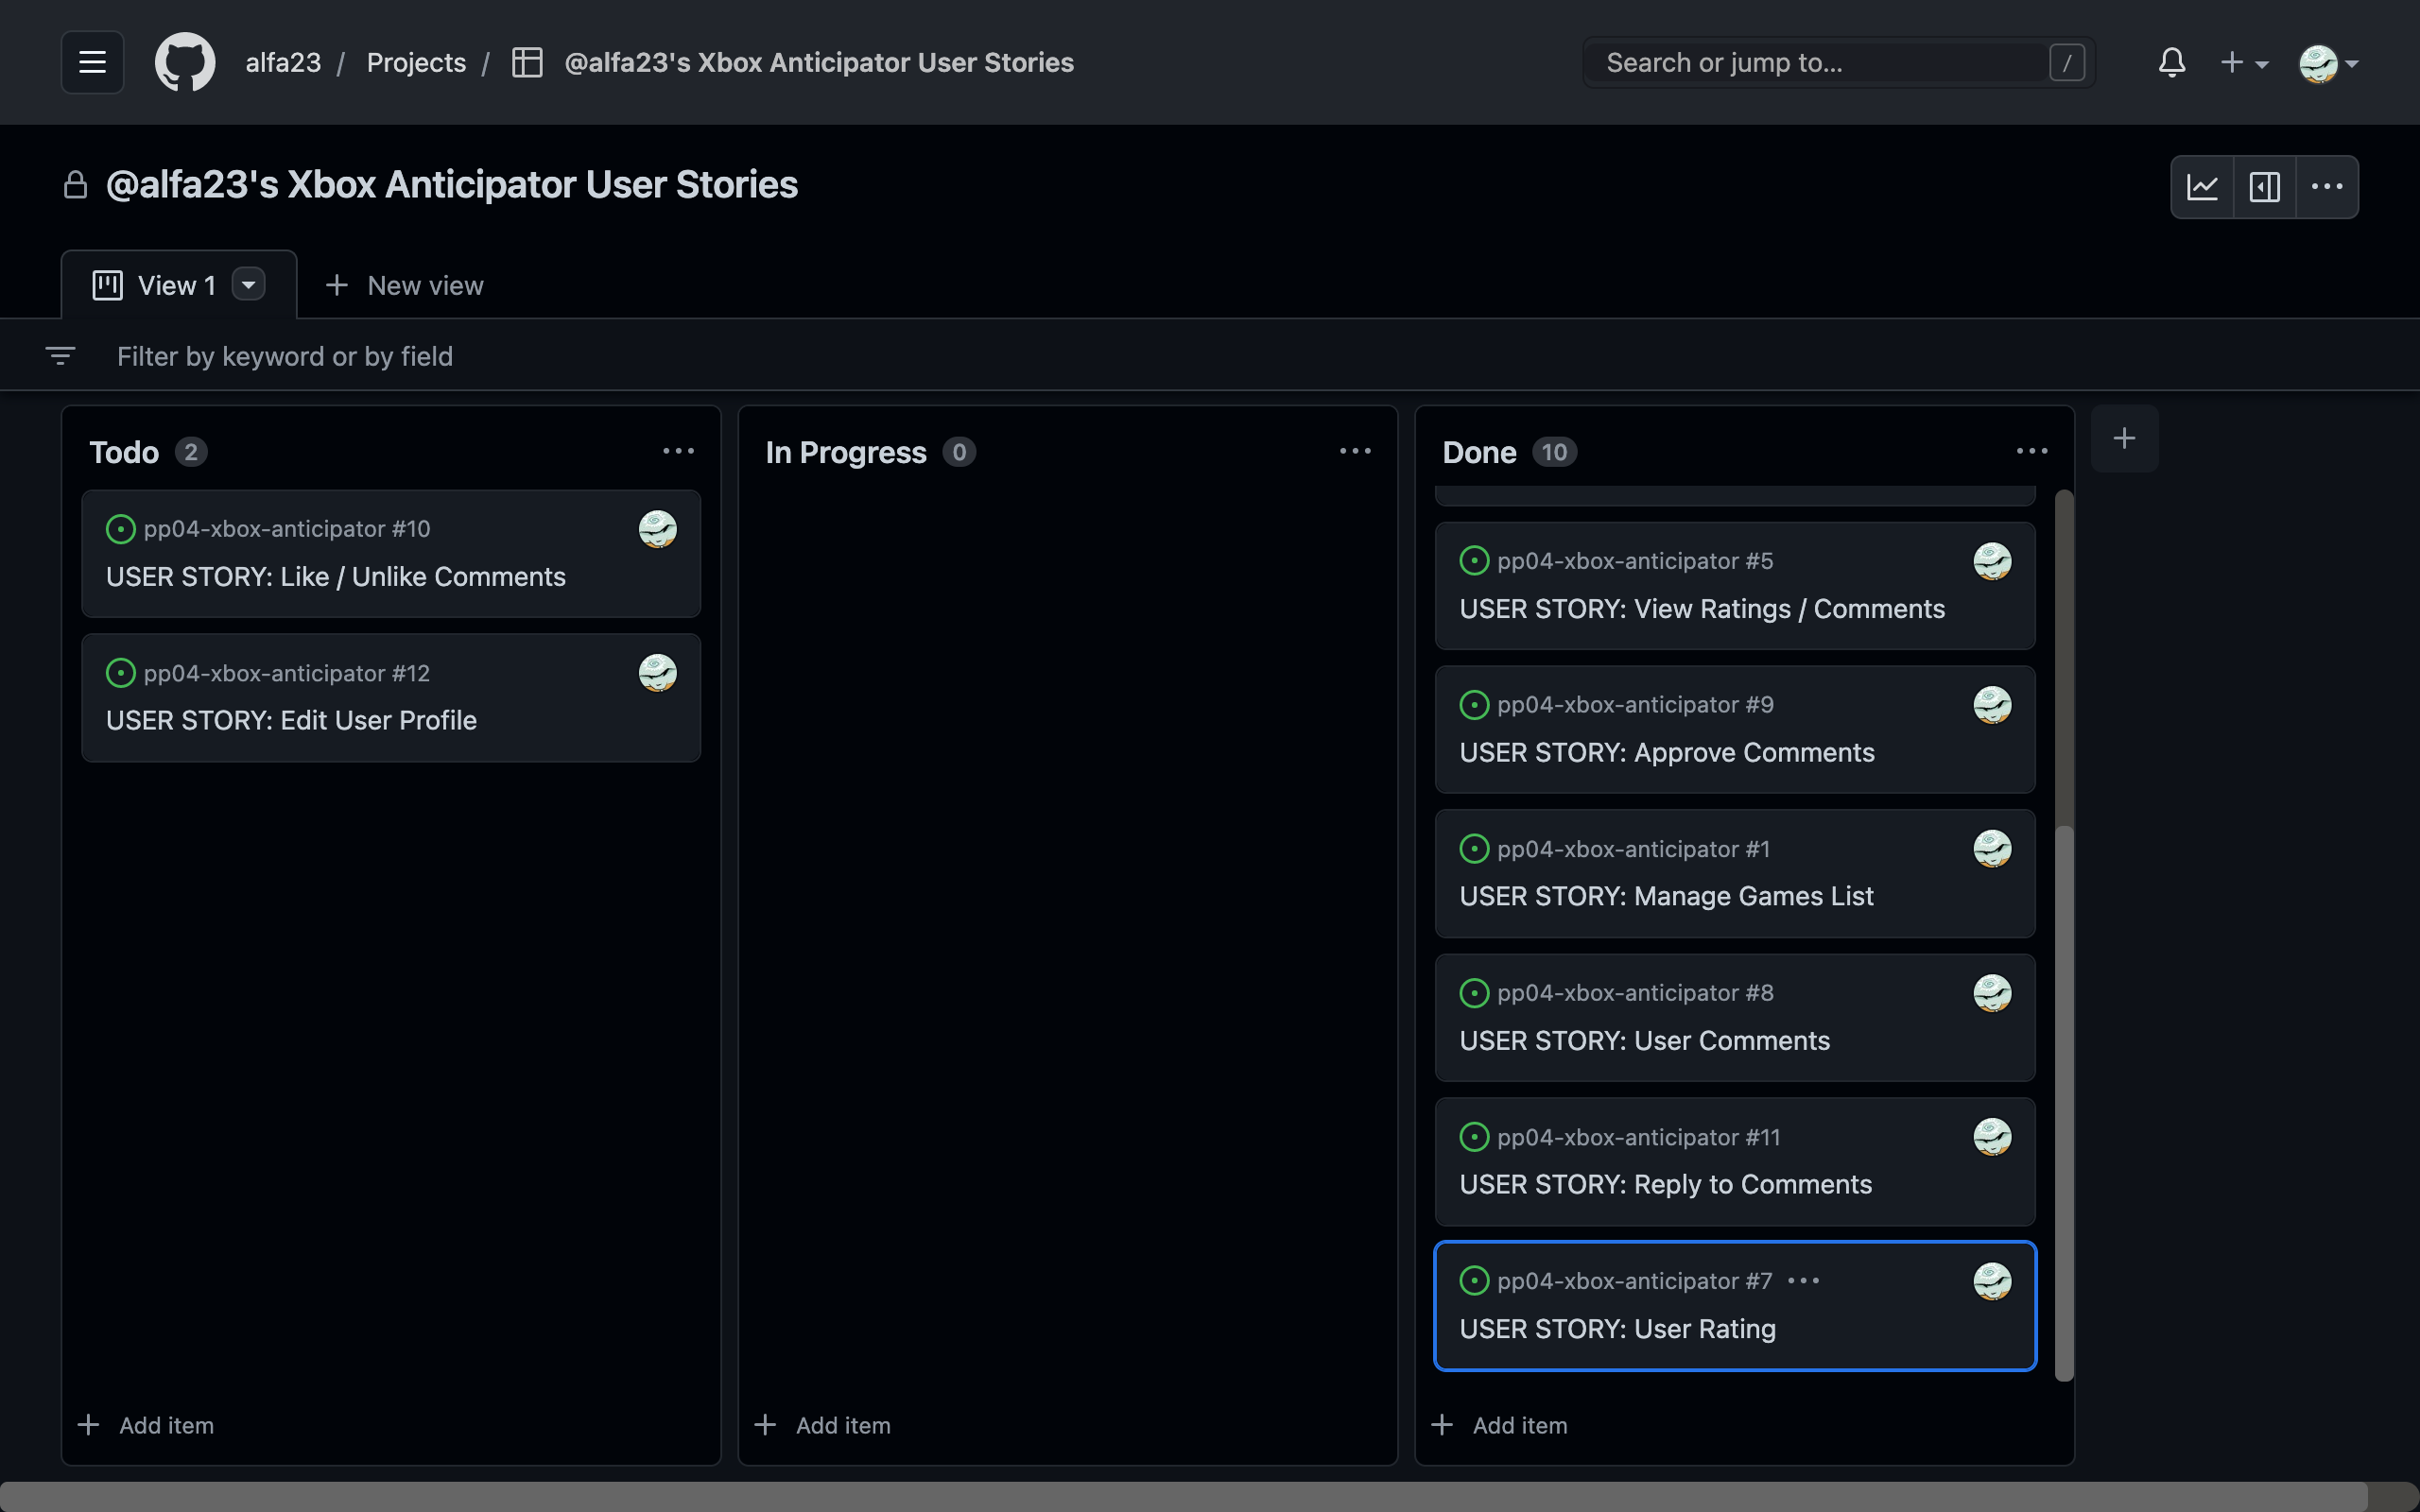 alfa23 / Projects / @alfa23's Xbox Anticipator User Stories
Search or jump to... /
@alfa23's Xbox Anticipator User Stories
View 1
New view
Filter by keyword or by field
Todo 2
pp04-xbox-anticipator #10
USER STORY: Like / Unlike Comments
pp04-xbox-anticipator #12
USER STORY: Edit User Profile
Add item
In Progress 0
Add item
Done 10
pp04-xbox-anticipator #5
USER STORY: View Ratings / Comments
pp04-xbox-anticipator #9
USER STORY: Approve Comments
pp04-xbox-anticipator #1
USER STORY: Manage Games List
pp04-xbox-anticipator #8
USER STORY: User Comments
pp04-xbox-anticipator #11
USER STORY: Reply to Comments
pp04-xbox-anticipator #7
USER STORY: User Rating
Add item